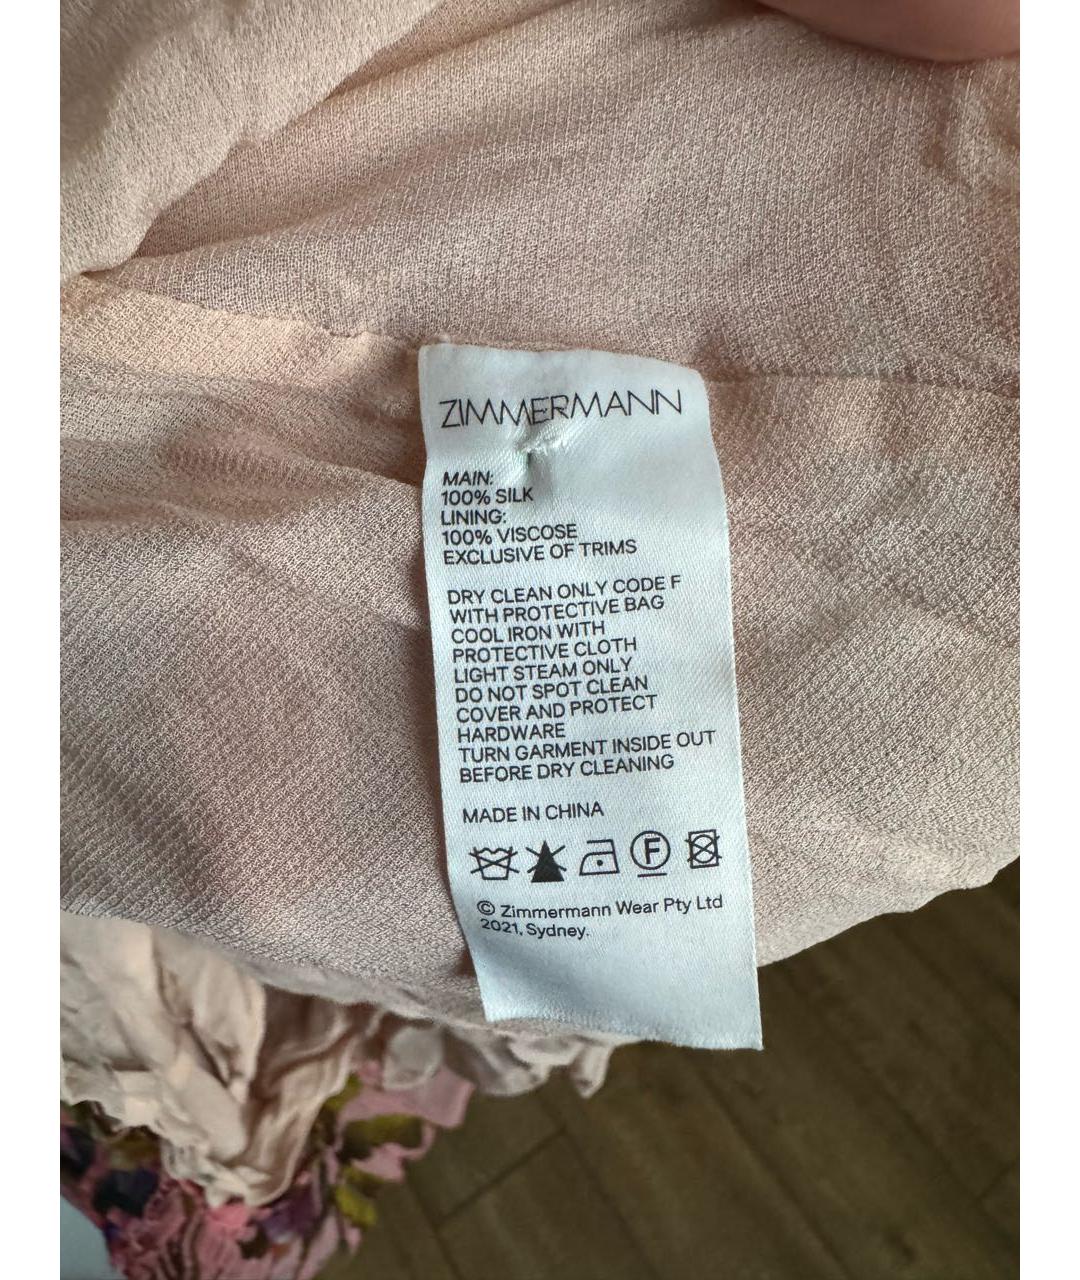 ZIMMERMANN
MAIN:
100% SILK
LINING:
100% VISCOSE
EXCLUSIVE OF TRIMS
DRY CLEAN ONLY CODE F
WITH PROTECTIVE BAG
COOL IRON WITH
PROTECTIVE CLOTH
LIGHT STEAM ONLY
DO NOT SPOT CLEAN
COVER AND PROTECT
HARDWARE
TURN GARMENT INSIDE OUT
BEFORE DRY CLEANING
MADE IN CHINA
F
© Zimmermann Wear Pty Ltd
2021, Sydney.